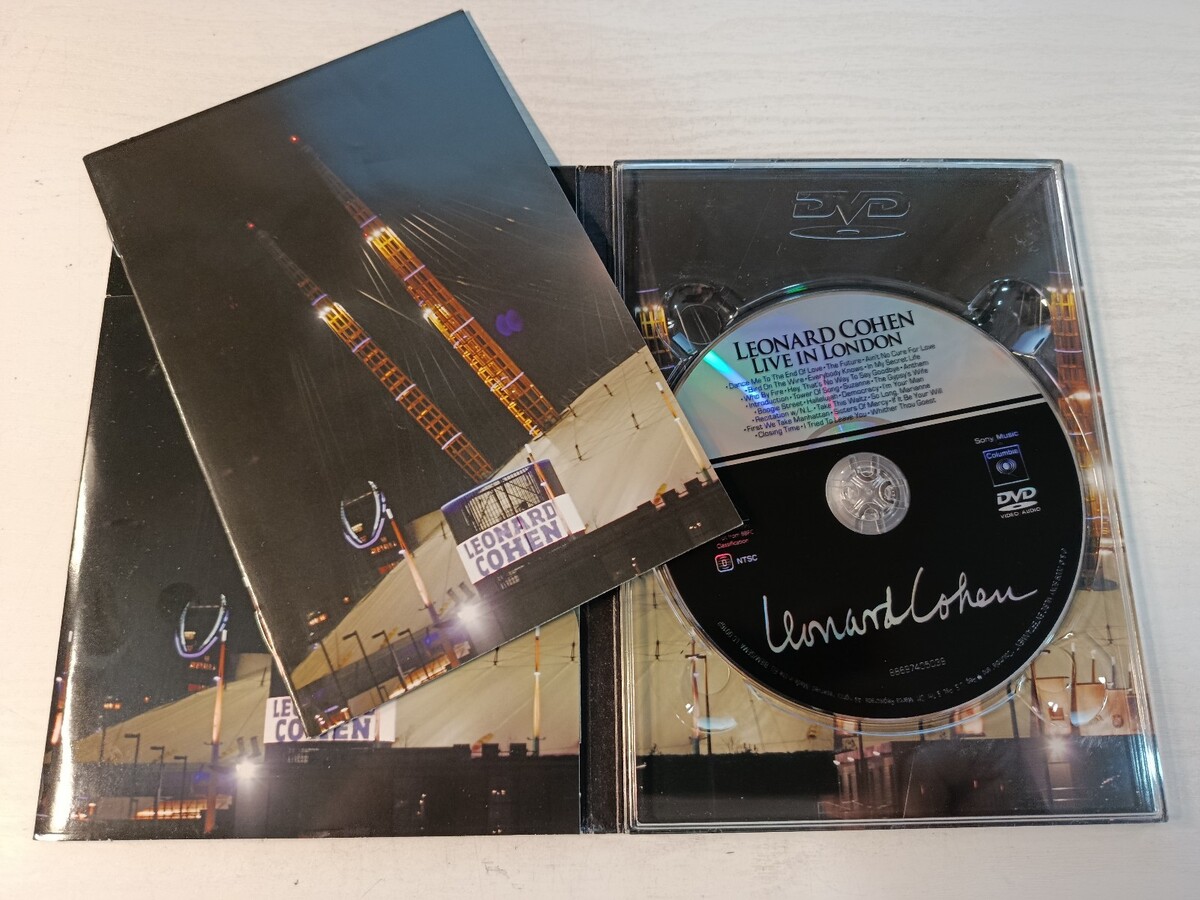 LEONARD
COHEN
LE
COHEN
DVD
LEONARD COHEN
LIVE IN LONDON
•Dance Me To The End Of Love•The Future•Ain't No Cure For Love
•Bird On The Wire•Everybody Knows•In My Secret Life
•Who By Fire•Hey, That's No Way To Say Goodbye•Anthem
•Introduction•Tower Of Song•Suzanne•The Gypsy's Wife
•Boogie Street•Hallelujah•Democracy•I'm Your Man
•Recitation w/ N.L.•Take This Waltz•So Long, Marianne
•First We Take Manhattan•Sisters Of Mercy•If It Be Your Will
•Closing Time•I Tried To Leave You•Whither Thou Goest
Sony Music
Columbia
DVD
VIDEO AUDIO
from BBFC
Classification
NTSC
Leonard Cohen
88697405039